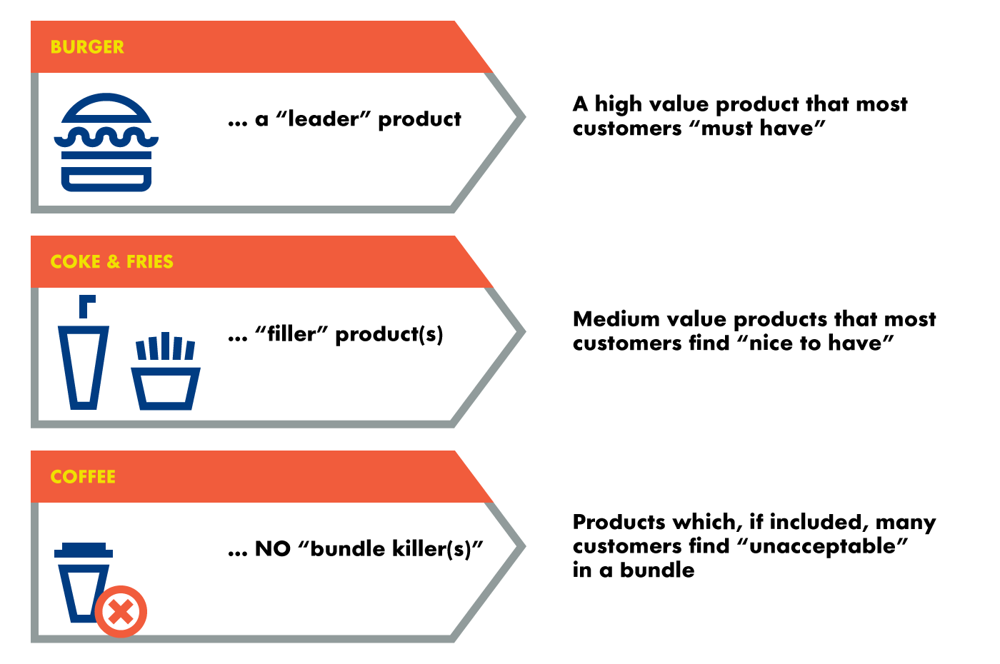 BURGER
... a “leader” product
A high value product that most
customers “must have”
COKE & FRIES
... “filler” product(s)
Medium value products that most
customers find “nice to have”
COFFEE
... NO “bundle killer(s)”
Products which, if included, many
customers find “unacceptable”
in a bundle